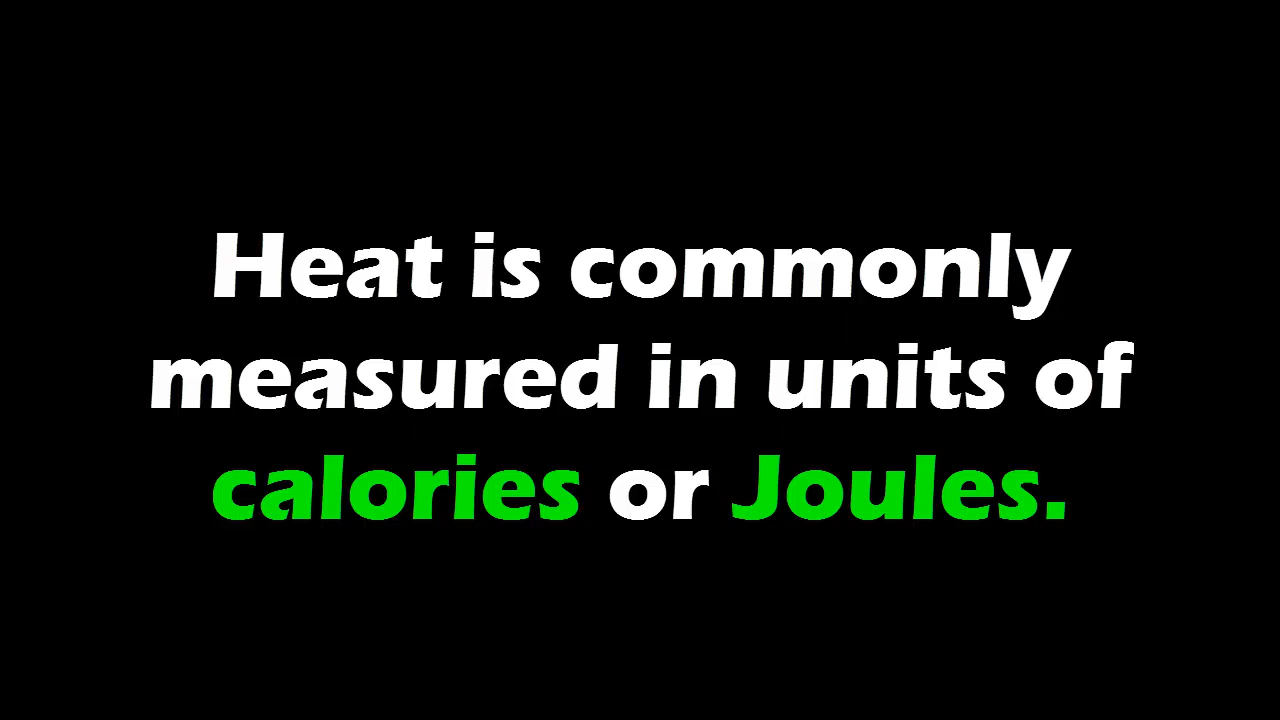 Heat is commonly
measured in units of
calories or Joules.